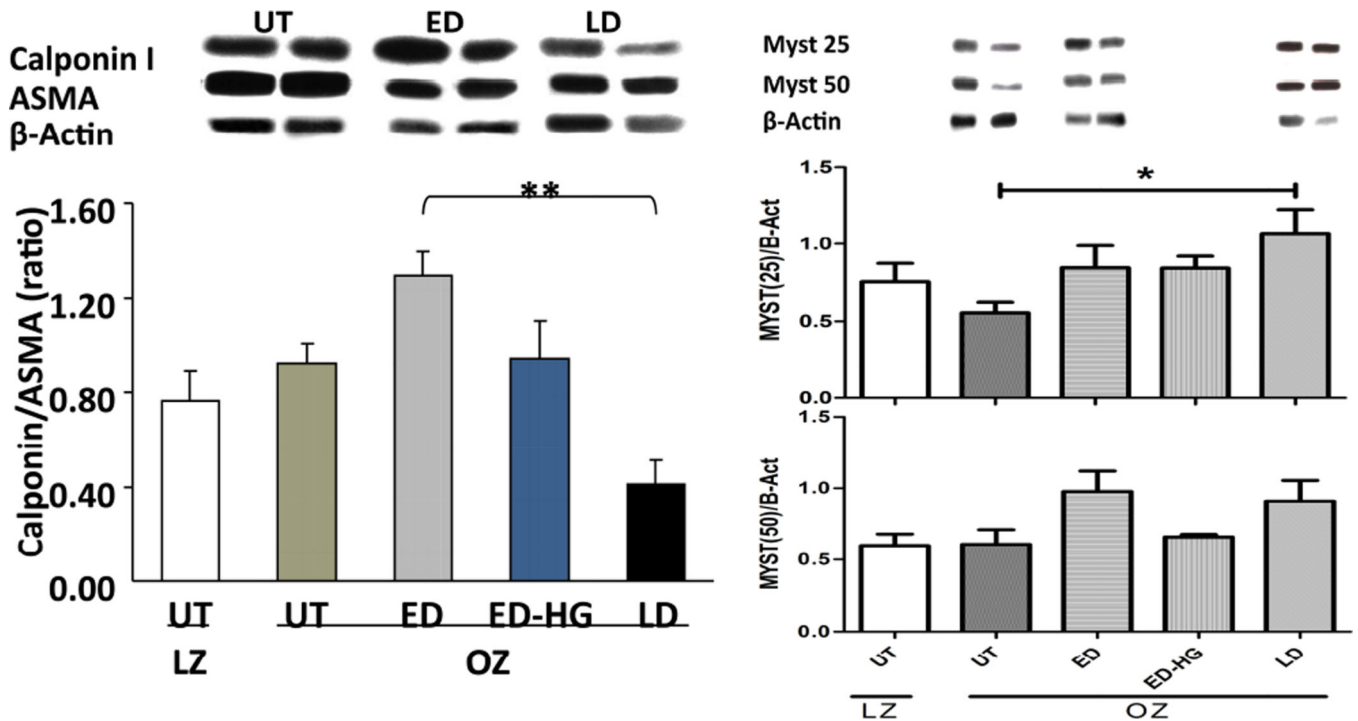 UT ED LD
Calponin I
ASMA
β-Actin
**
Calponin/ASMA (ratio)
1.60
1.20
0.80
0.40
0.00
UT UT ED ED-HG LD
LZ OZ
Myst 25
Myst 50
β-Actin
*
MYST(25)/B-Act
1.5
1.0
0.5
0.0
MYST(50)/B-Act
1.5
1.0
0.5
0.0
UT UT ED ED-HG LD
LZ OZ